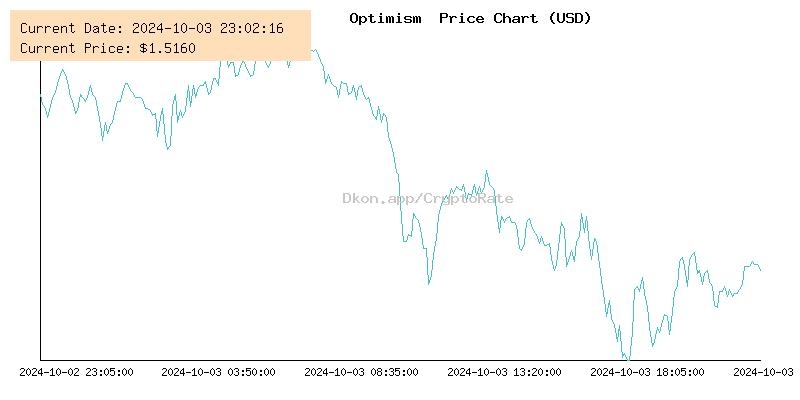 Optimism  Price Chart (USD)
Current Date: 2024-10-03 23:02:16
Current Price: $1.5160
Dkon.app/CryptoRate
2024-10-02 23:05:00 2024-10-03 03:50:00 2024-10-03 08:35:00 2024-10-03 13:20:00 2024-10-03 18:05:00 2024-10-03